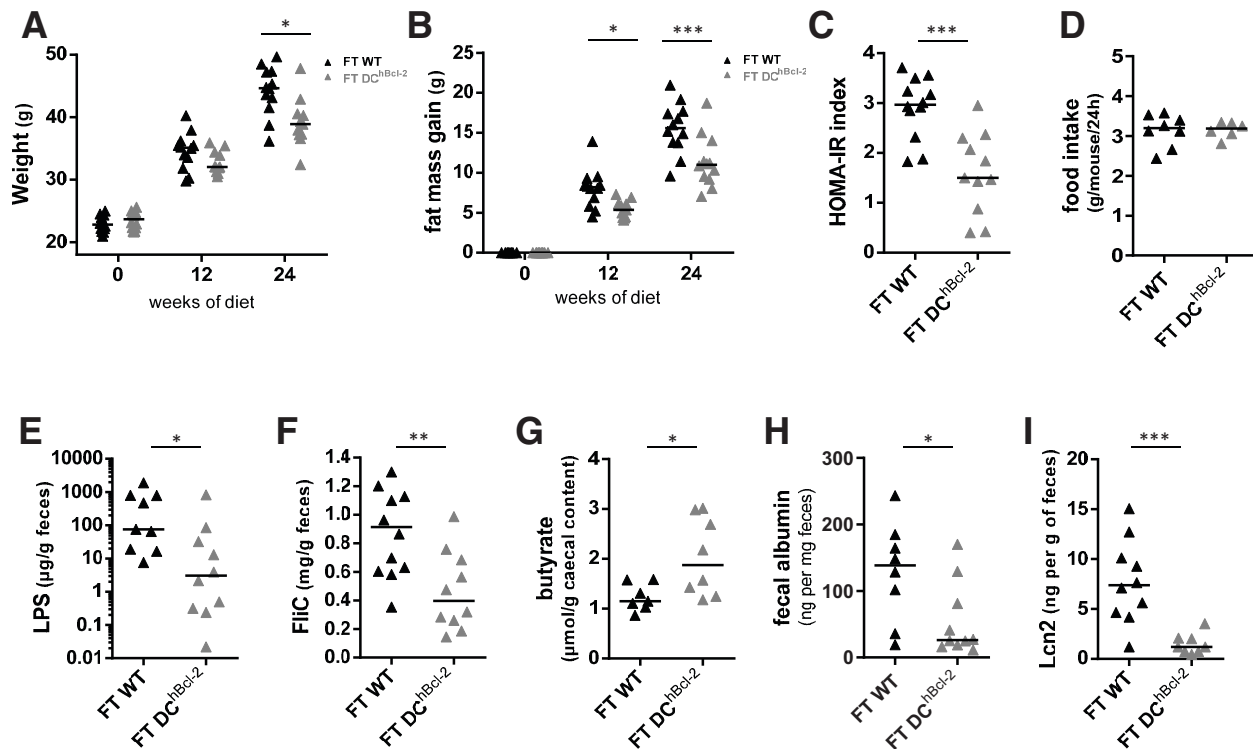 A
*
Weight (g)
50
40
30
20
0
12
24
weeks of diet
FT WT
FT DC^hBcl-2
B
*
***
fat mass gain (g)
25
20
15
10
5
0
0
12
24
weeks of diet
FT WT
FT DC^hBcl-2
C
***
HOMA-IR index
4
3
2
1
0
FT WT
FT DC^hBcl-2
D
food intake
(g/mouse/24h)
5
4
3
2
1
0
FT WT
FT DC^hBcl-2
E
*
LPS (µg/g feces)
10000
1000
100
10
1
0.1
0.01
FT WT
FT DC^hBcl-2
F
**
FliC (mg/g feces)
1.4
1.2
1.0
0.8
0.6
0.4
0.2
0.0
FT WT
FT DC^hBcl-2
G
*
butyrate
(µmol/g caecal content)
4
3
2
1
0
FT WT
FT DC^hBcl-2
H
*
fecal albumin
(ng per mg feces)
300
200
100
0
FT WT
FT DC^hBcl-2
I
***
Lcn2 (ng per g of feces)
20
15
10
5
0
FT WT
FT DC^hBcl-2